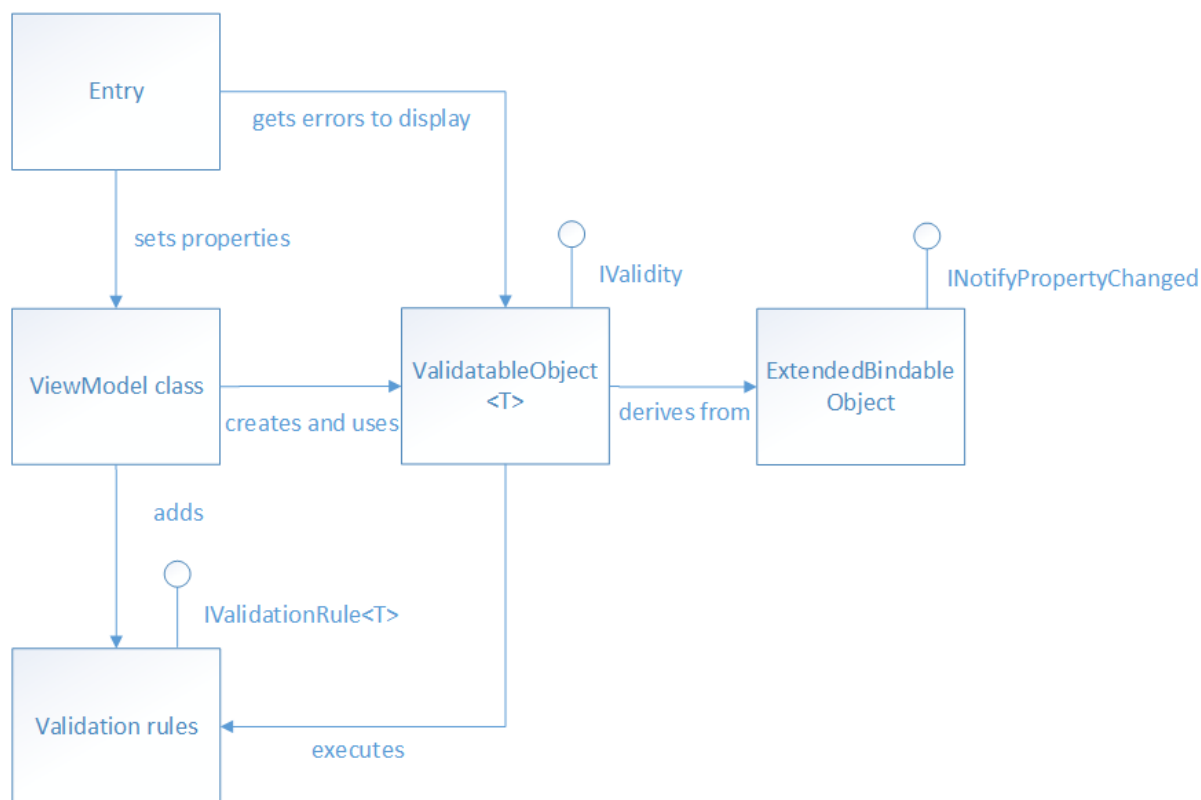 Entry
gets errors to display
sets properties
IValidity
INotifyPropertyChanged
ViewModel class
creates and uses
ValidatableObject
<T>
derives from
ExtendedBindable
Object
adds
IValidationRule<T>
Validation rules
executes